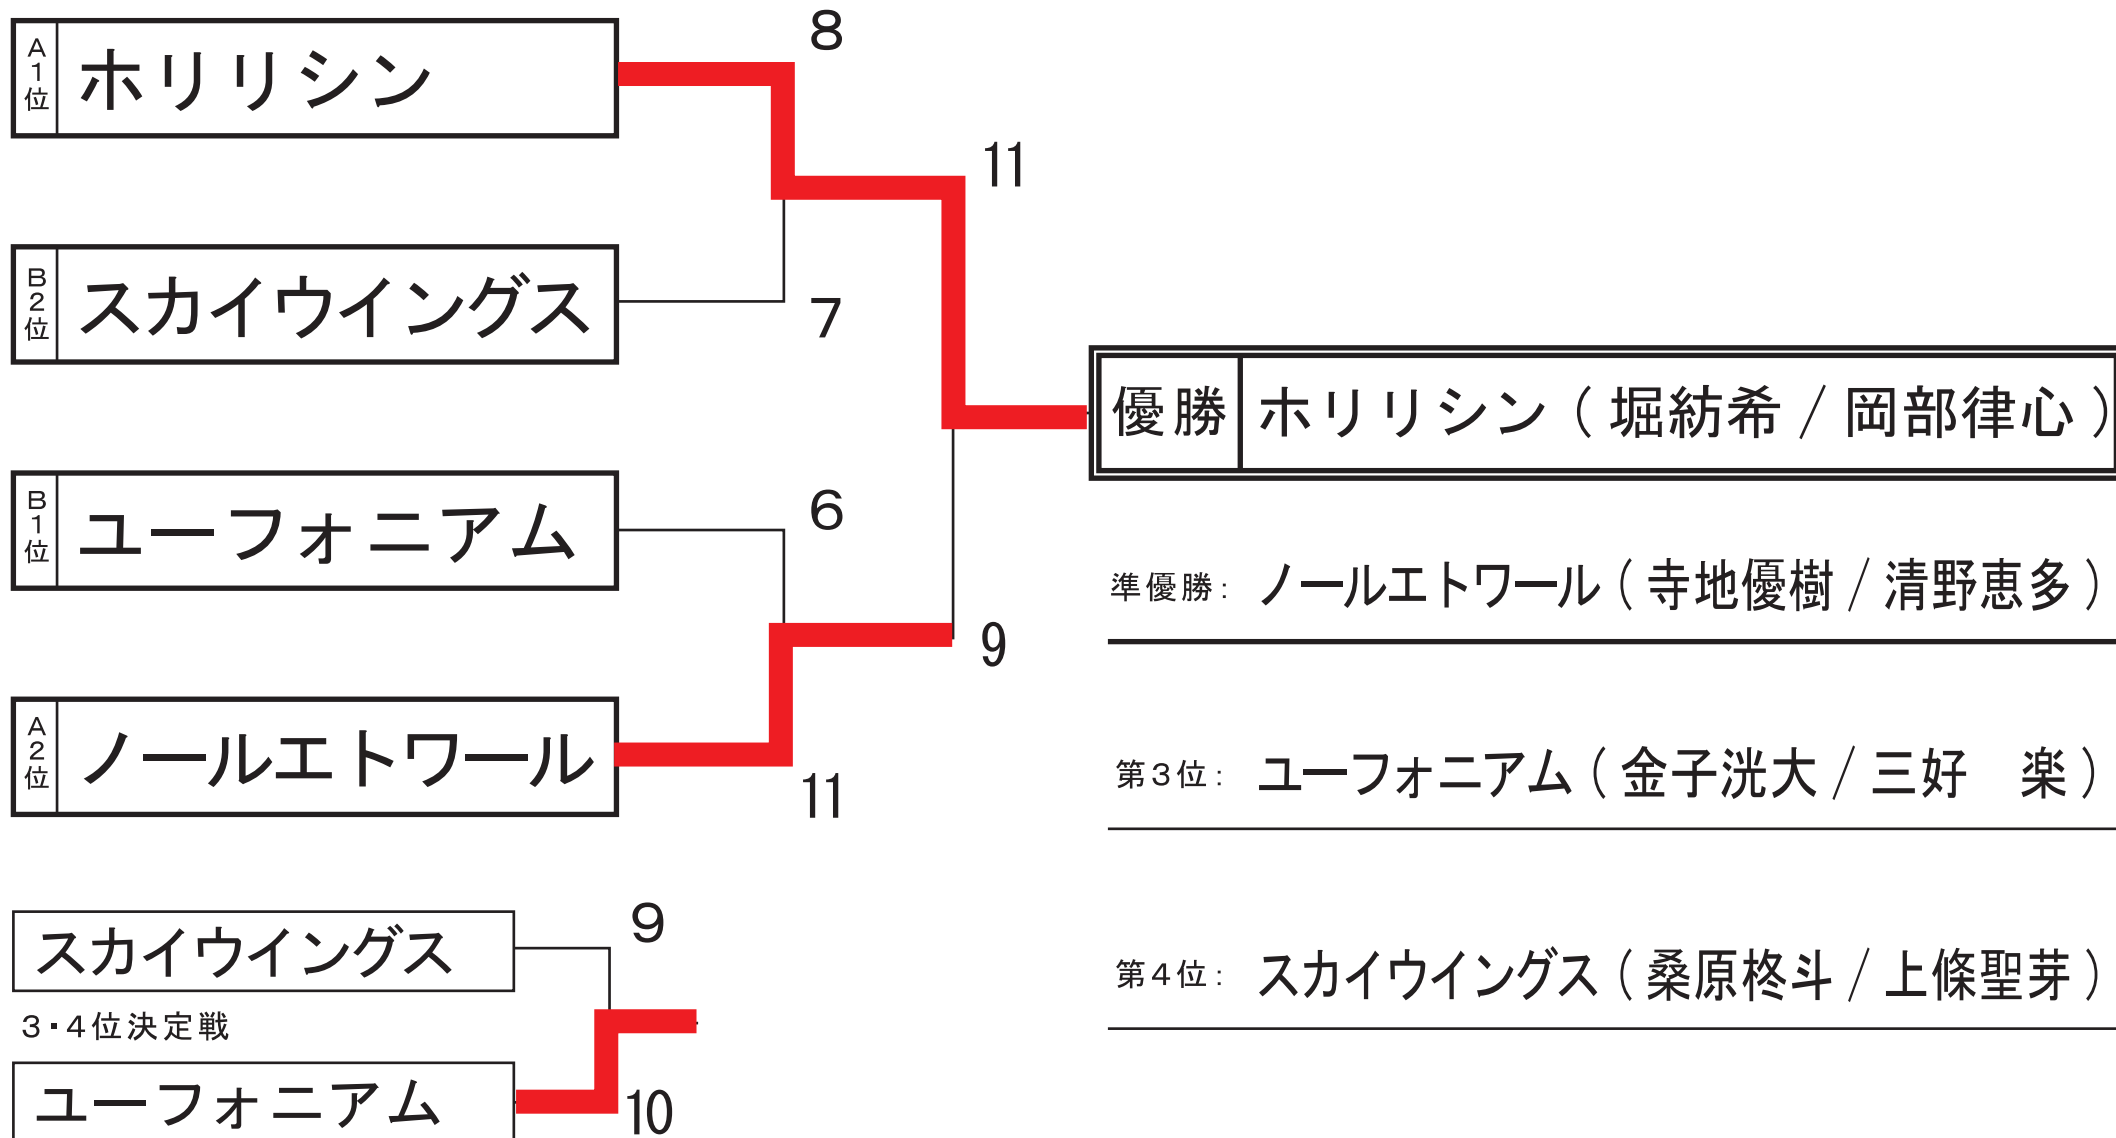 A1位 ホリリシン
8
11
B2位 スカイウイングス
7
優勝 ホリリシン（堀紡希/岡部律心）
B1位 ユーフォニアム
6
準優勝： ノールエトワール（寺地優樹/清野恵多）
9
A2位 ノールエトワール
11
第3位： ユーフォニアム（金子洸大/三好　楽）
スカイウイングス
9
第4位： スカイウイングス（桑原柊斗/上條聖芽）
3・4位決定戦
ユーフォニアム
10